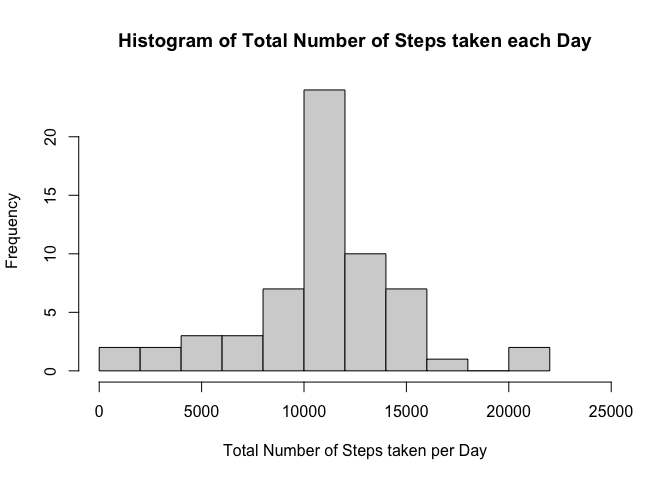 Histogram of Total Number of Steps taken each Day
Frequency
20
15
10
5
0
0 5000 10000 15000 20000 25000
Total Number of Steps taken per Day